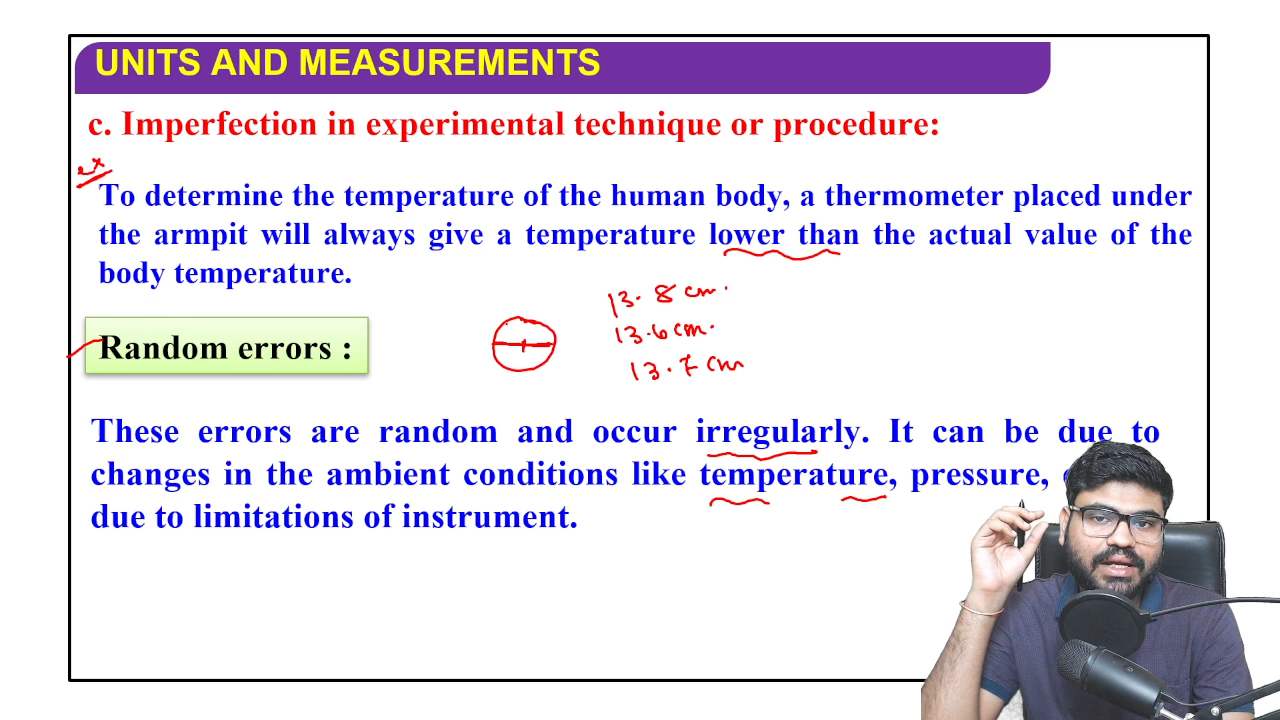 UNITS AND MEASUREMENTS
c. Imperfection in experimental technique or procedure:
ex
To determine the temperature of the human body, a thermometer placed under
the armpit will always give a temperature lower than the actual value of the
body temperature.
13.8 cm.
13.6 cm.
13.7 cm
Random errors :
These errors are random and occur irregularly. It can be due to
changes in the ambient conditions like temperature, pressure,
due to limitations of instrument.